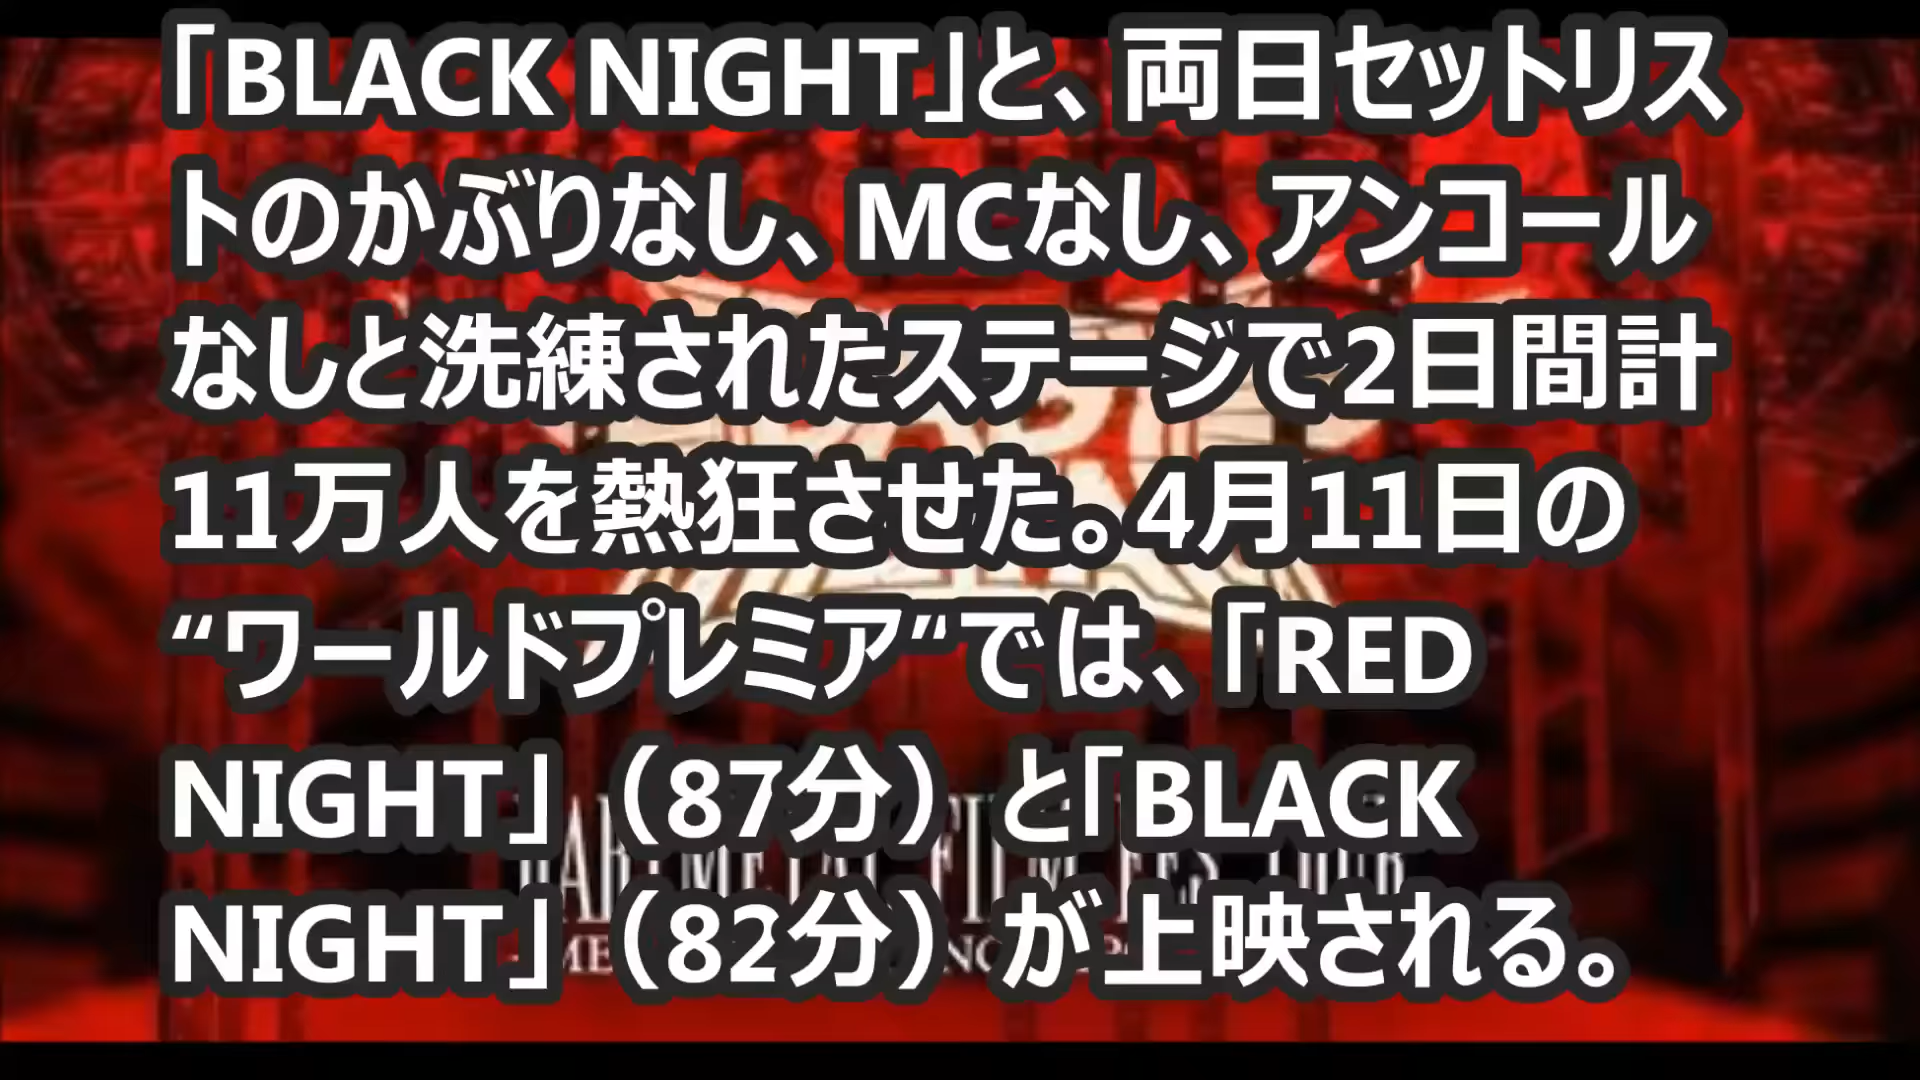 「BLACK NIGHT」と、両日セットリス
トのかぶりなし、MCなし、アンコール
なしと洗練されたステージで2日間計
11万人を熱狂させた。4月11日の
“ワールドプレミア“では、「RED
NIGHT」（87分）と「BLACK
NIGHT」（82分）が上映される。
BABYMETAL FILM FES TOUR